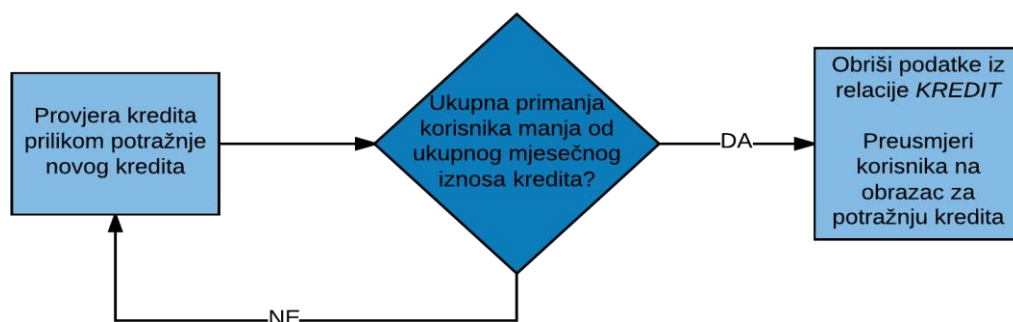 Provjera kredita
prilikom potražnje
novog kredita
Ukupna primanja
korisnika manja od
ukupnog mjesečnog
iznosa kredita?
DA
Obriši podatke iz
relacije KREDIT
Preusmjeri
korisnika na
obrazac za
potražnju kredita
NE